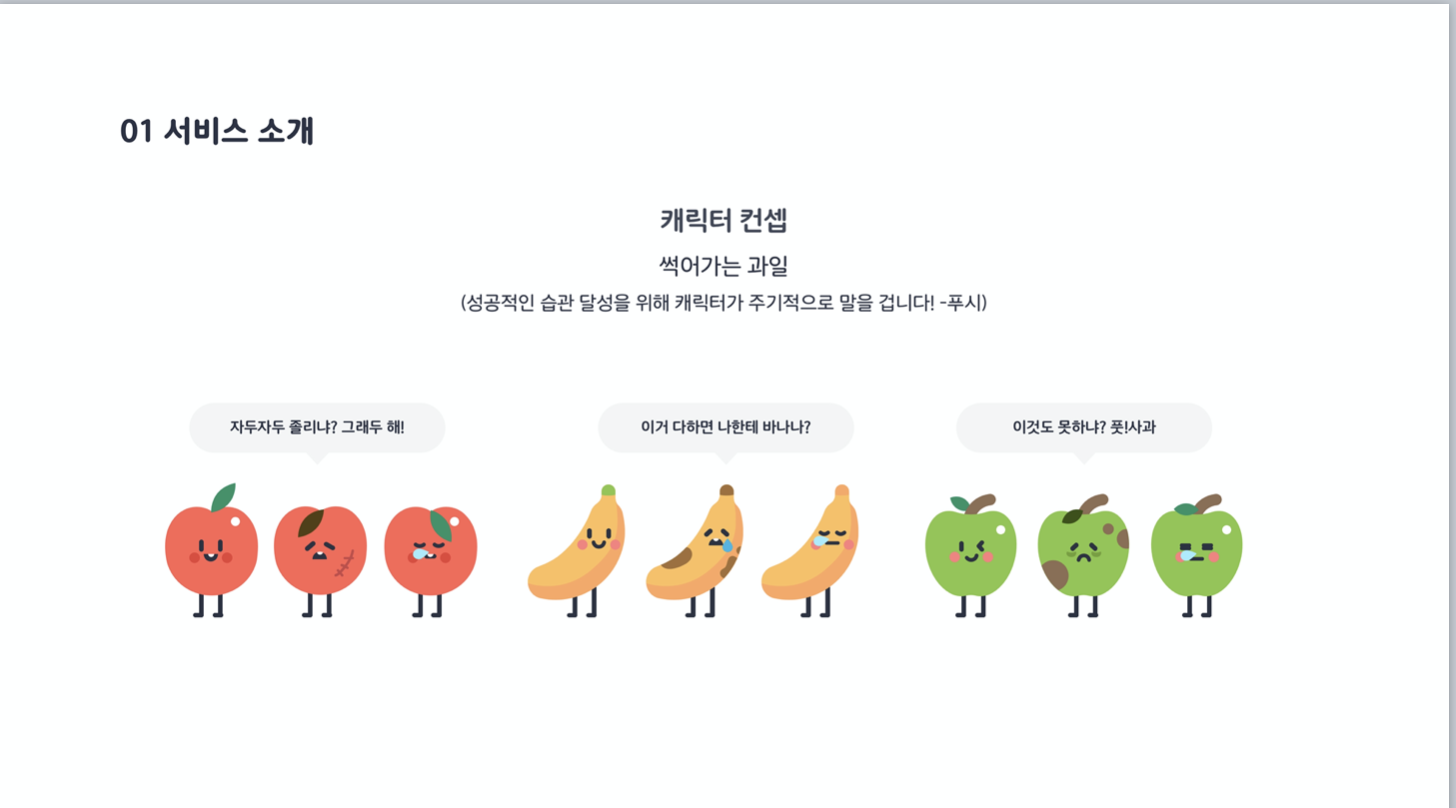 01 서비스 소개
캐릭터 컨셉
썩어가는 과일
(성공적인 습관 달성을 위해 캐릭터가 주기적으로 말을 겁니다! -푸시)
자두자두 졸리냐? 그래두 해!
이거 다하면 나한테 바나나?
이것도 못하냐? 풋!사과